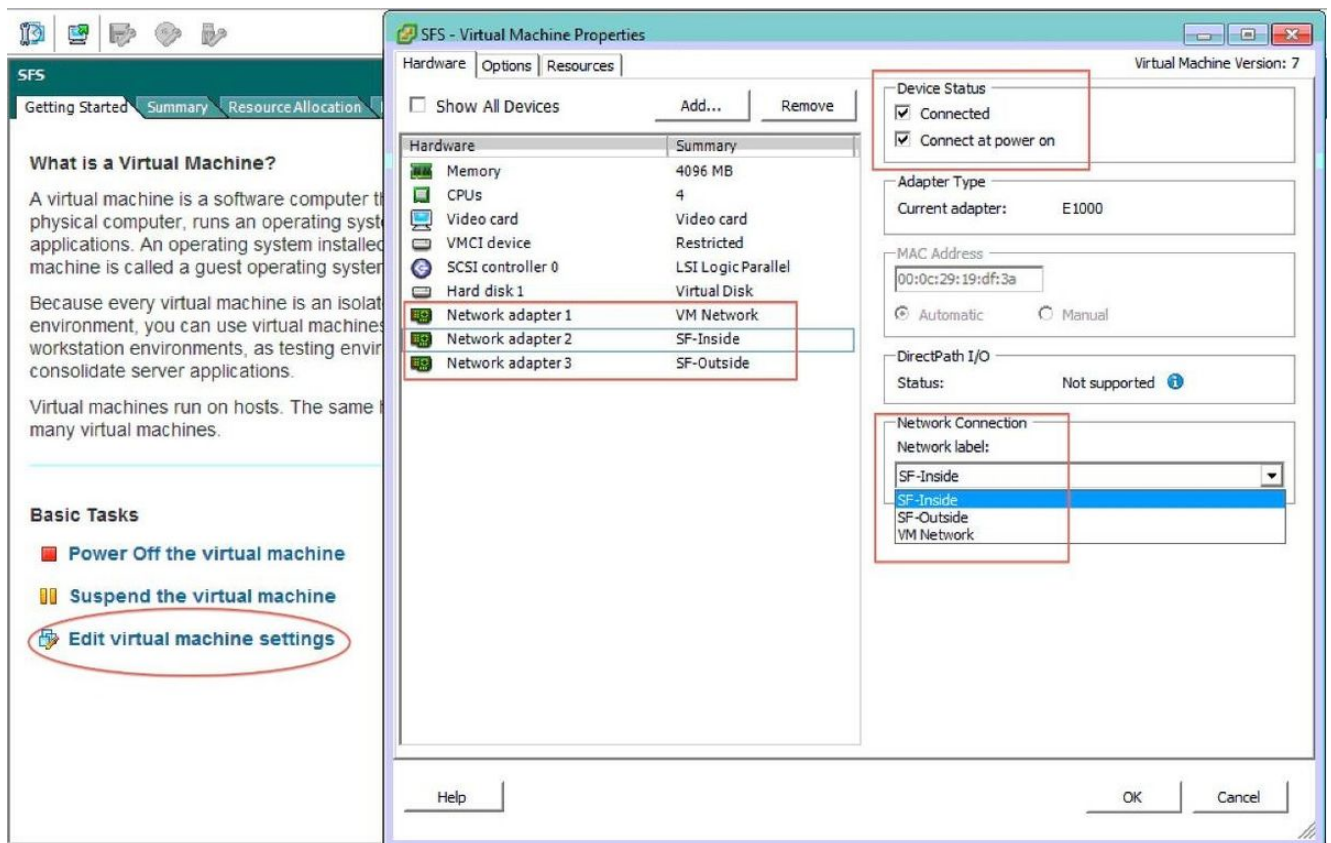 SFS
Getting Started Summary Resource Allocation
What is a Virtual Machine?
A virtual machine is a software computer
physical computer, runs an operating
applications. An operating system installed
machine is called a guest operating
Because every virtual machine is an
environment, you can use virtual machines
workstation environments, as testing
consolidate server applications.
Virtual machines run on hosts. The same
many virtual machines.
Basic Tasks
Power Off the virtual machine
Suspend the virtual machine
Edit virtual machine settings
SFS - Virtual Machine Properties
Hardware Options Resources
Virtual Machine Version: 7
Show All Devices
Add... Remove
Hardware Summary
Memory 4096 MB
CPUs 4
Video card Video card
VMCI device Restricted
SCSI controller 0 LSI Logic Parallel
Hard disk 1 Virtual Disk
Network adapter 1 VM Network
Network adapter 2 SF-Inside
Network adapter 3 SF-Outside
Device Status
Connected
Connect at power on
Adapter Type
Current adapter: E1000
MAC Address
00:0c:29:19:df:3a
Automatic Manual
DirectPath I/O
Status: Not supported
Network Connection
Network label:
SF-Inside
SF-Inside
SF-Outside
VM Network
Help OK Cancel